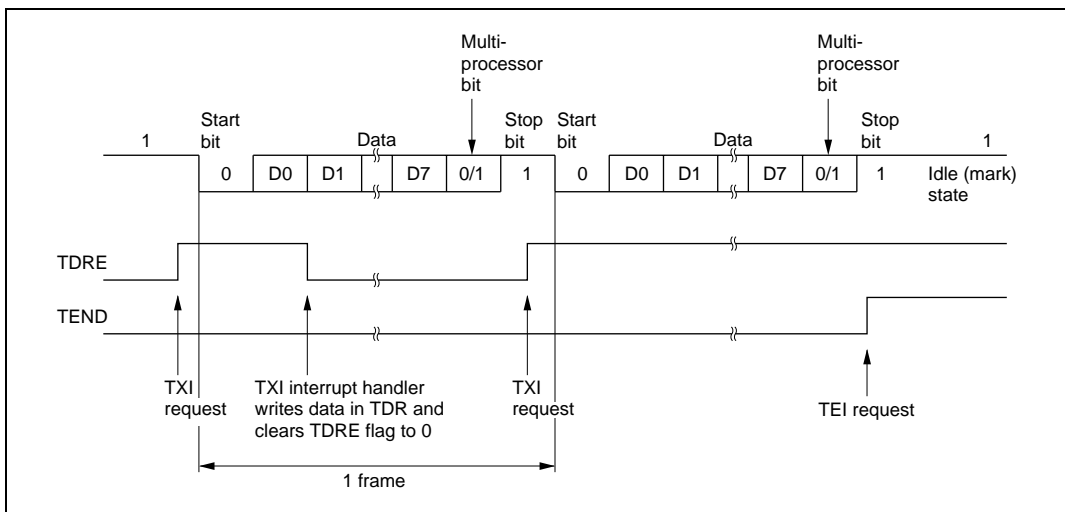 Multi-
processor
bit
Multi-
processor
bit
Start
bit
Data
Stop
bit
Start
bit
Data
Stop
bit
1
1
0 D0 D1 D7 0/1 1 0 D0 D1 D7 0/1 1 Idle (mark)
state
TDRE
TEND
TXI
request
TXI interrupt handler
writes data in TDR and
clears TDRE flag to 0
TXI
request
TEI request
1 frame